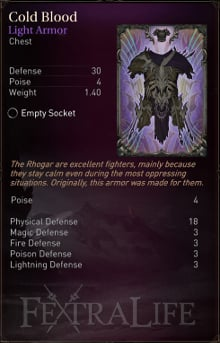 Cold Blood
Light Armor
Chest
Defense 30
Poise 4
Weight 1.40
Empty Socket
The Rhogar are excellent fighters, mainly because
they stay calm even during the most oppressing
situations. Originally, this armor was made for them.
Poise 4
Physical Defense 18
Magic Defense 3
Fire Defense 3
Poison Defense 3
Lightning Defense 3
FEXTRALIFE